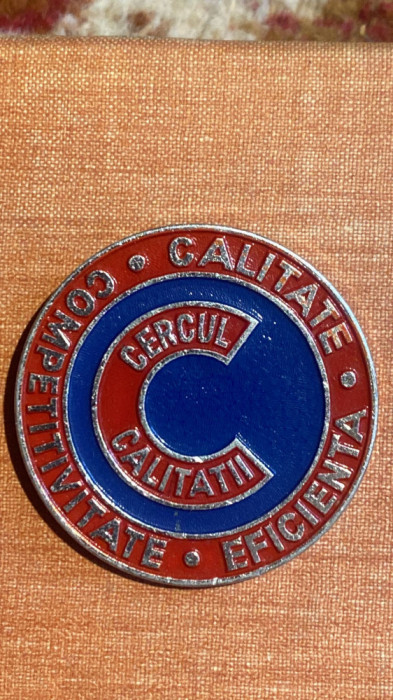 CALITATE • EFICIENTA • COMPETITIVITATE •
CERCUL
CALITATII